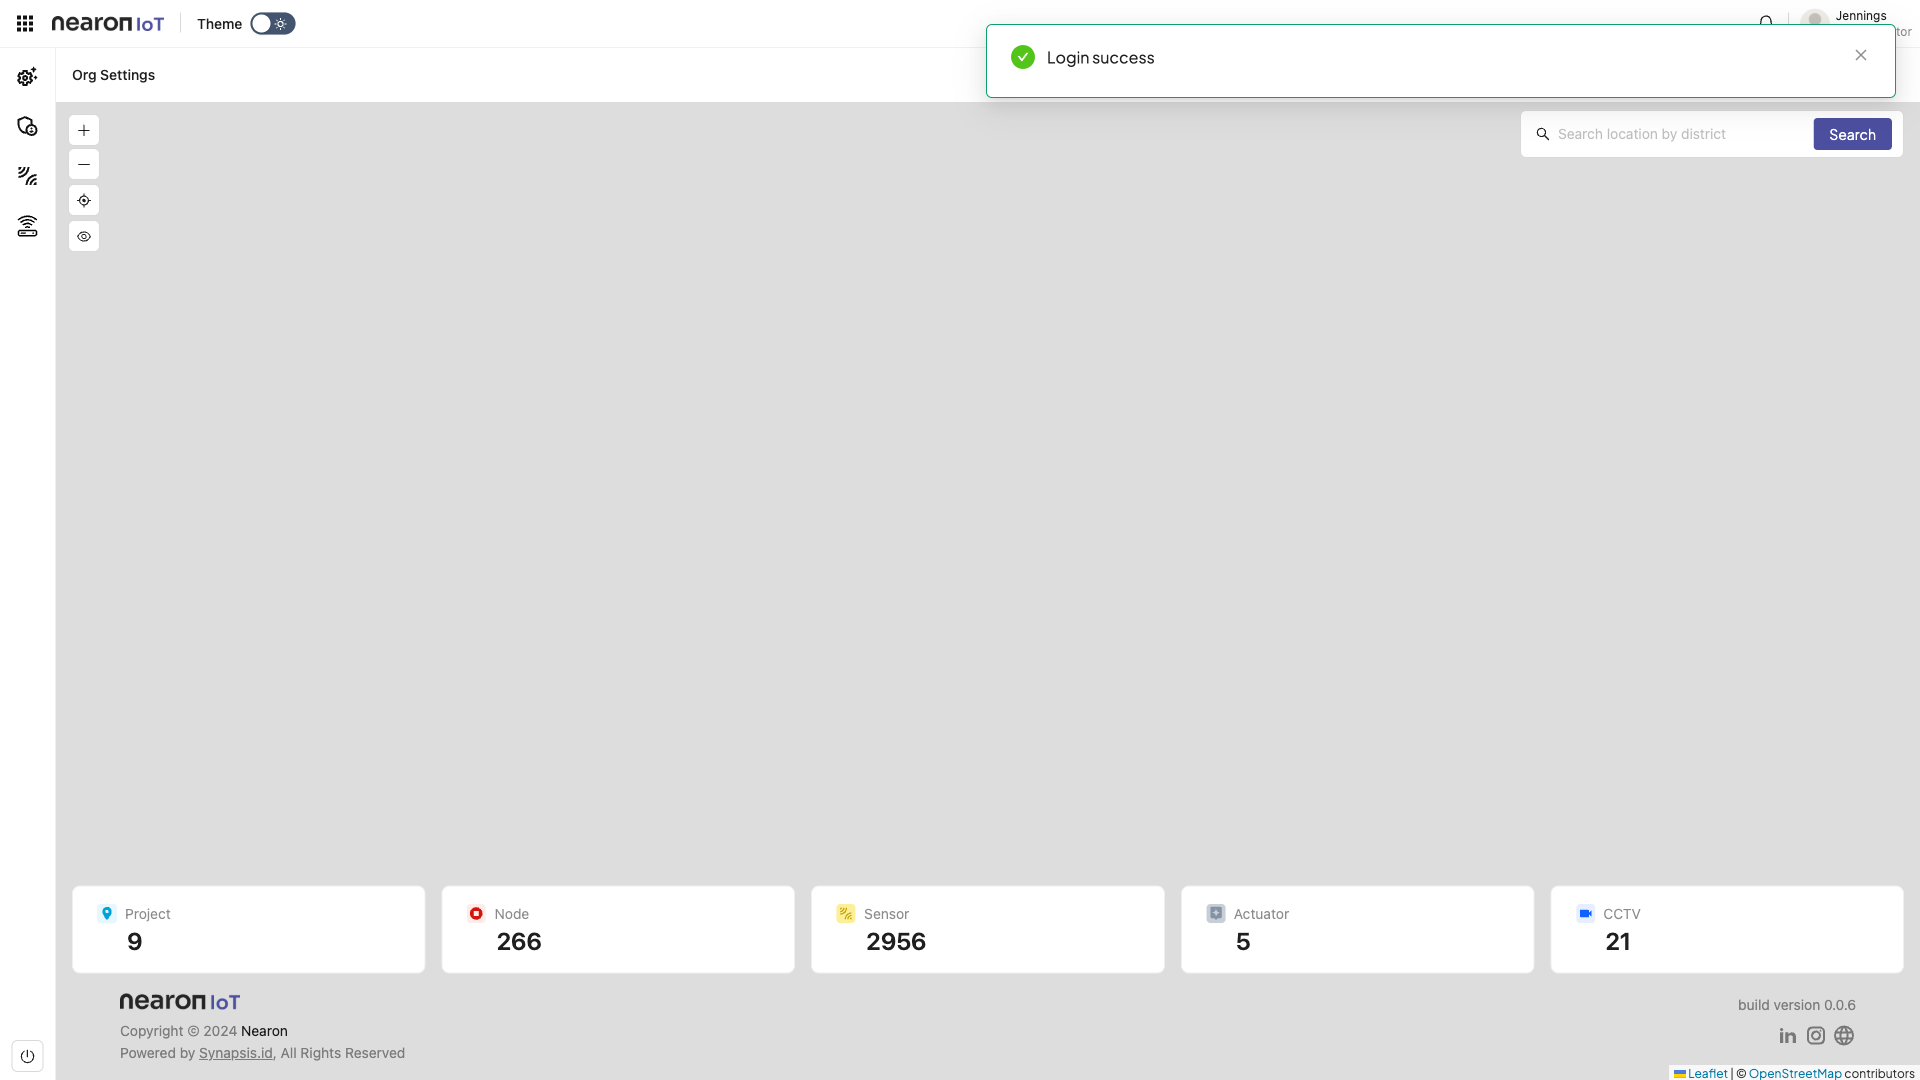 nearon IoT
Theme
Jennings
tor
Login success
Org Settings
Search location by district
Search
Project
9
Node
266
Sensor
2956
Actuator
5
CCTV
21
nearon IoT
Copyright © 2024 Nearon
Powered by Synapsis.id, All Rights Reserved
build version 0.0.6
Leaflet | © OpenStreetMap contributors